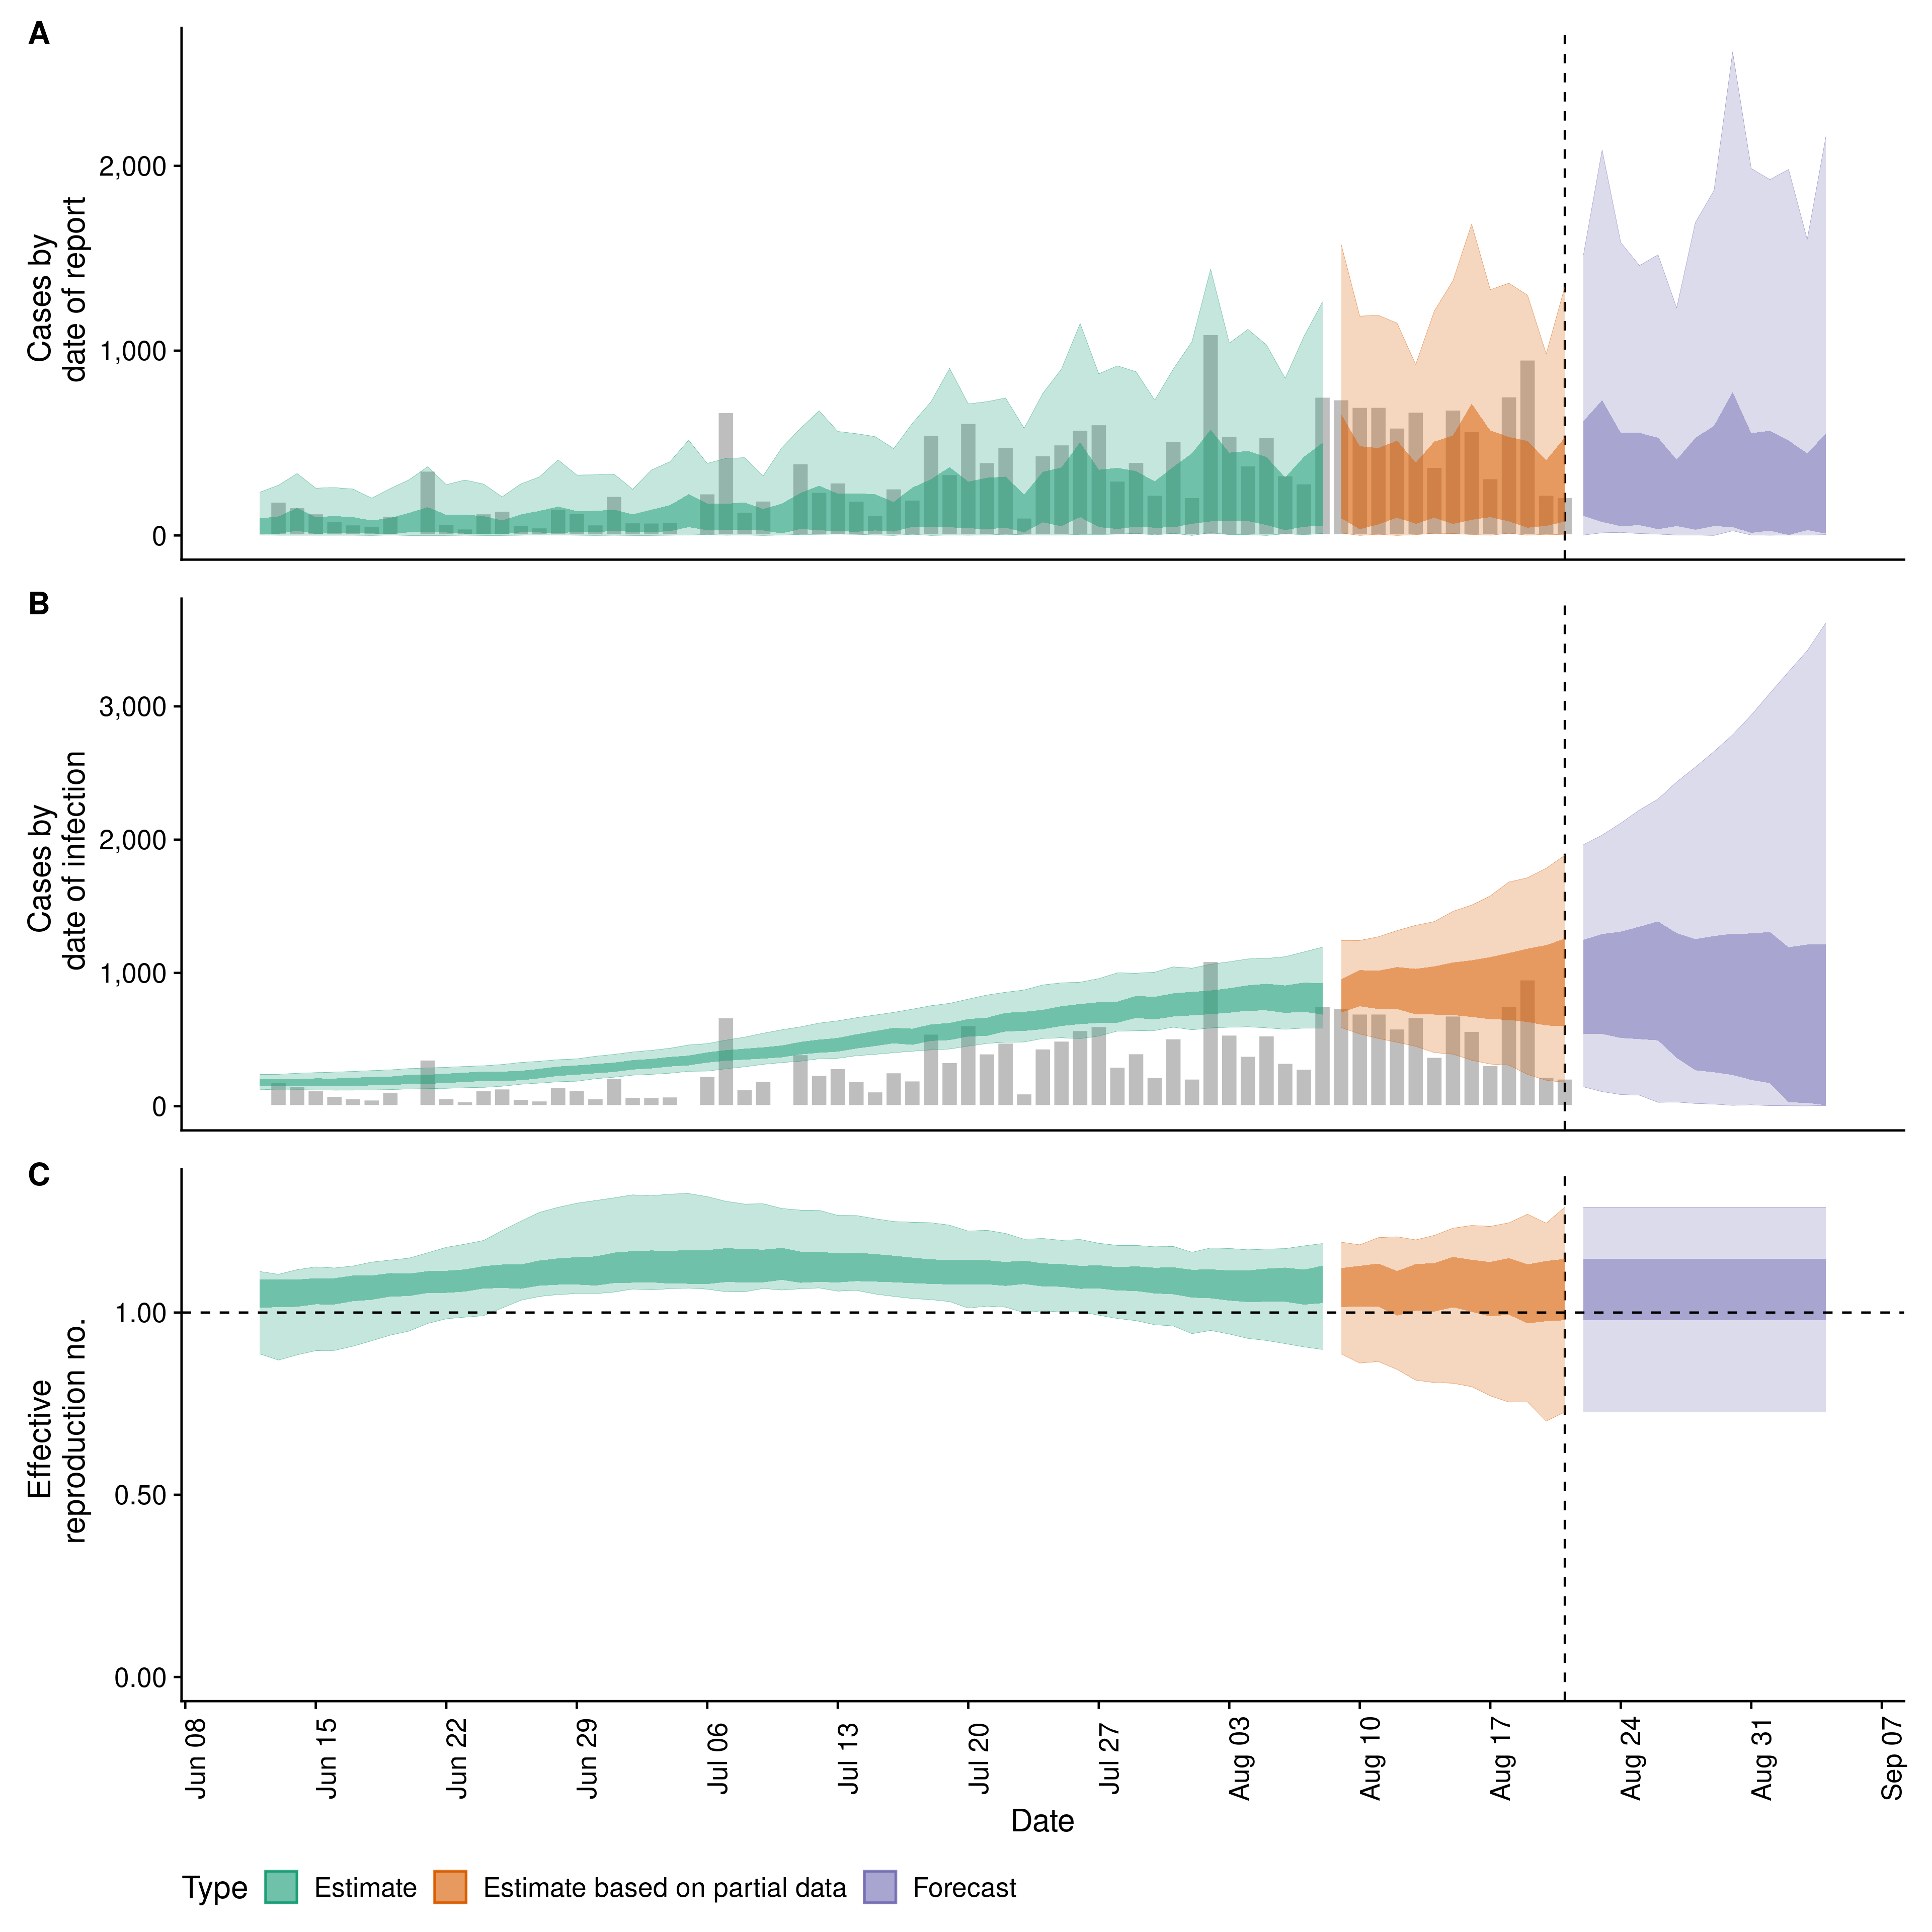 A
Cases by
date of report
2,000
1,000
0
B
Cases by
date of infection
3,000
2,000
1,000
0
C
Effective
reproduction no.
1.00
0.50
0.00
Jun 08
Jun 15
Jun 22
Jun 29
Jul 06
Jul 13
Jul 20
Jul 27
Aug 03
Aug 10
Aug 17
Aug 24
Aug 31
Sep 07
Date
Type Estimate Estimate based on partial data Forecast